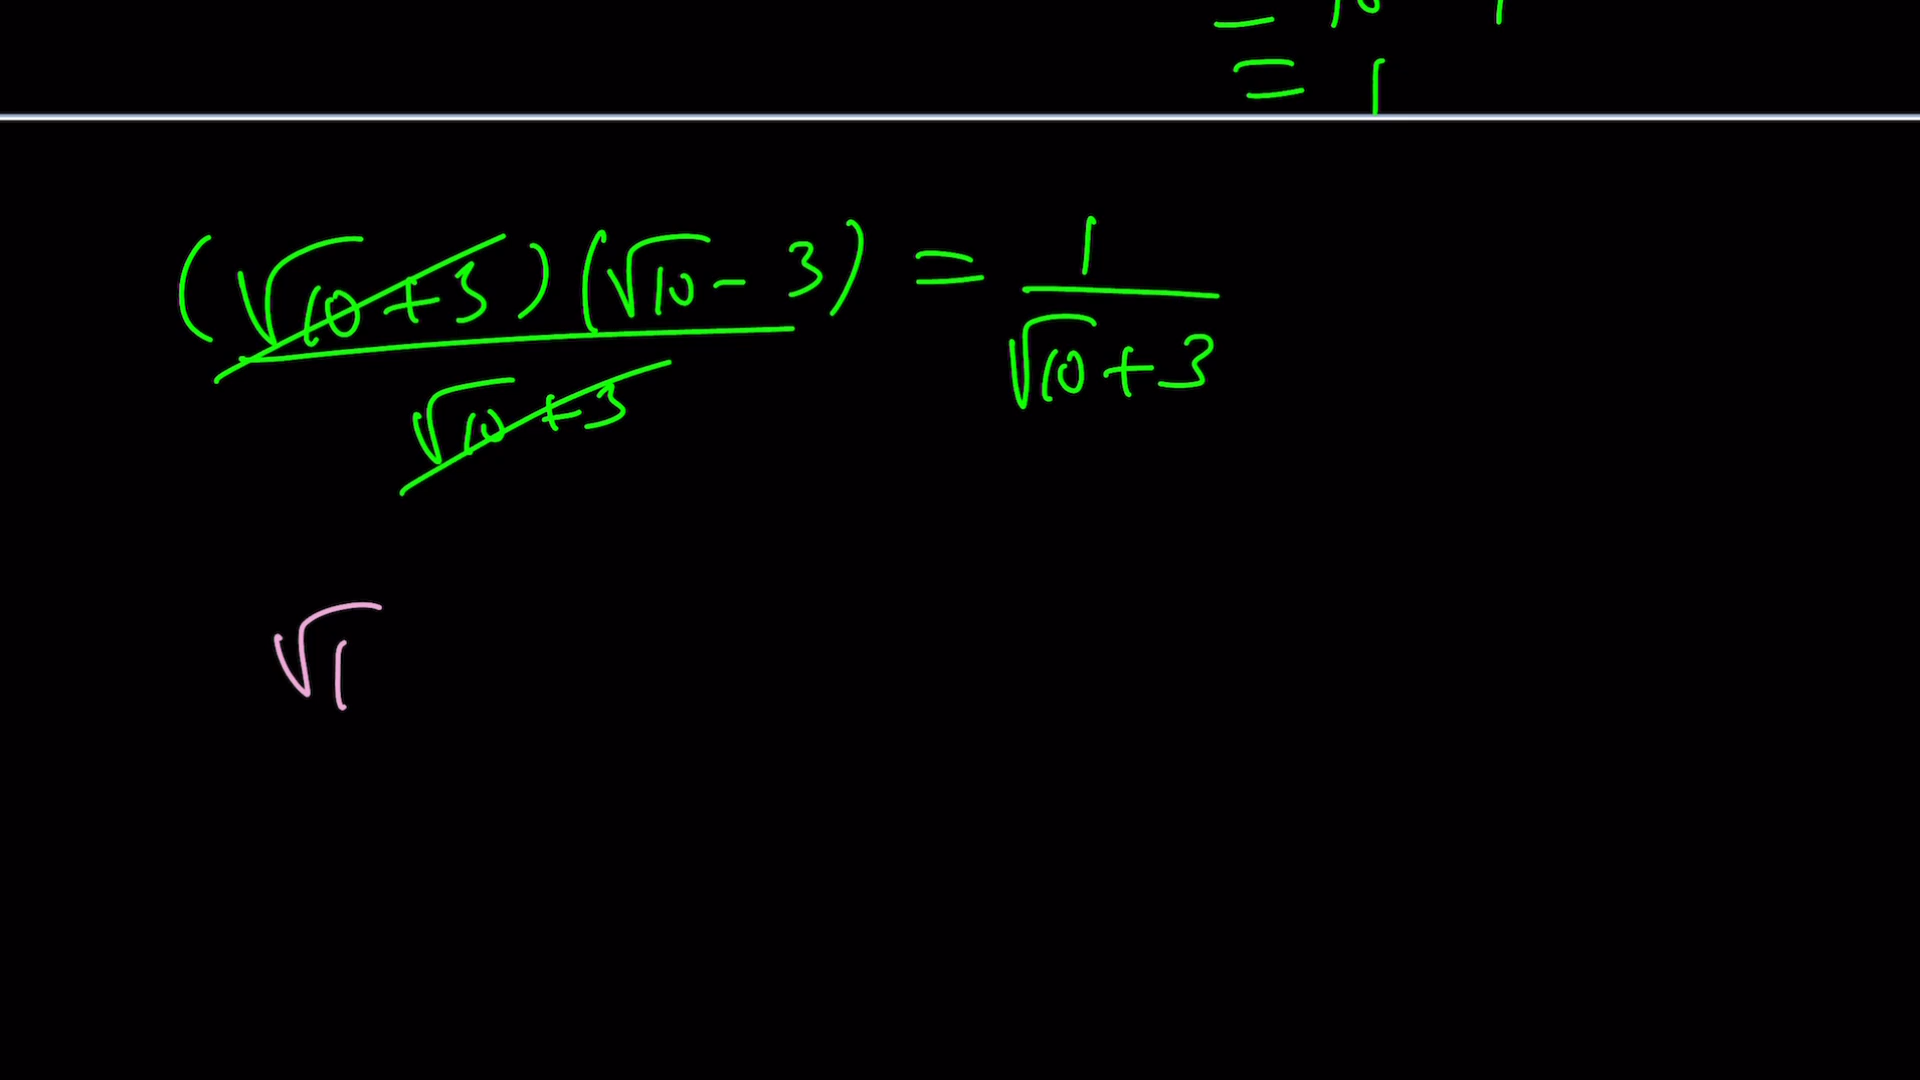 = 1
(√10 + 3)(√10 - 3) = 1
√10 + 3 √10 + 3
√1